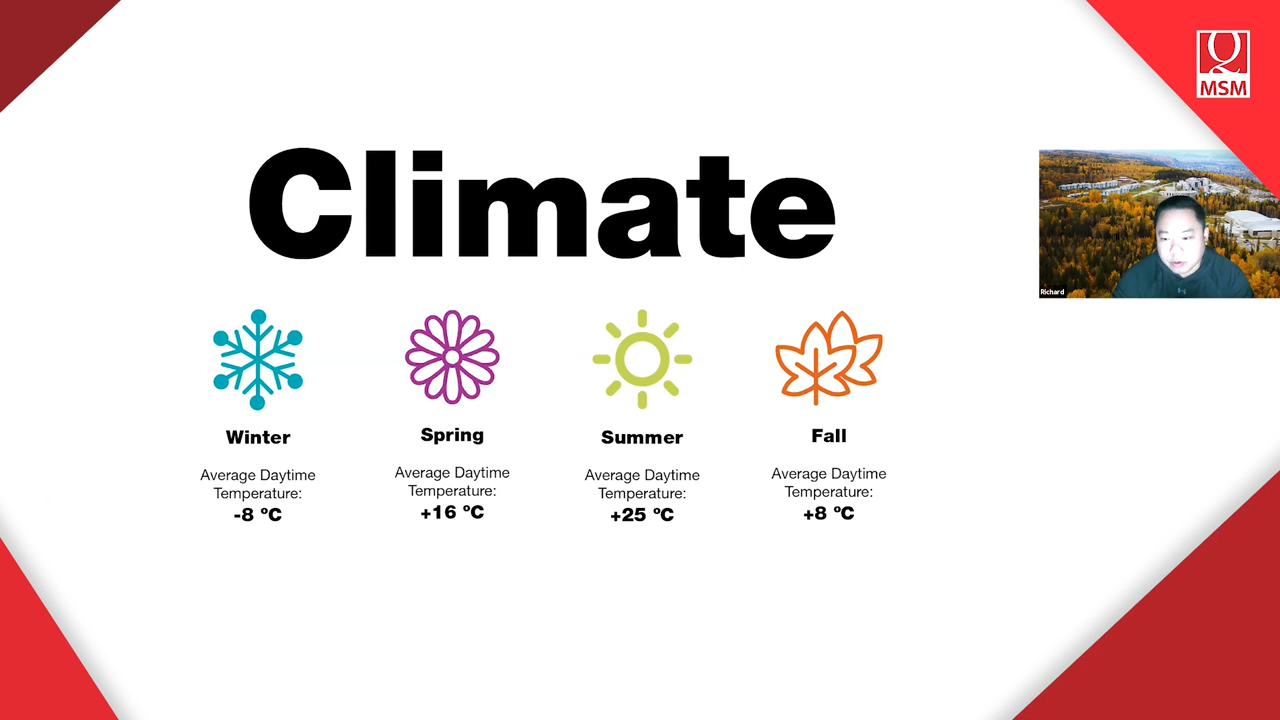 Q
MSM
Climate
Richard
Winter
Average Daytime
Temperature:
-8 ºC
Spring
Average Daytime
Temperature:
+16 ºC
Summer
Average Daytime
Temperature:
+25 ºC
Fall
Average Daytime
Temperature:
+8 ºC